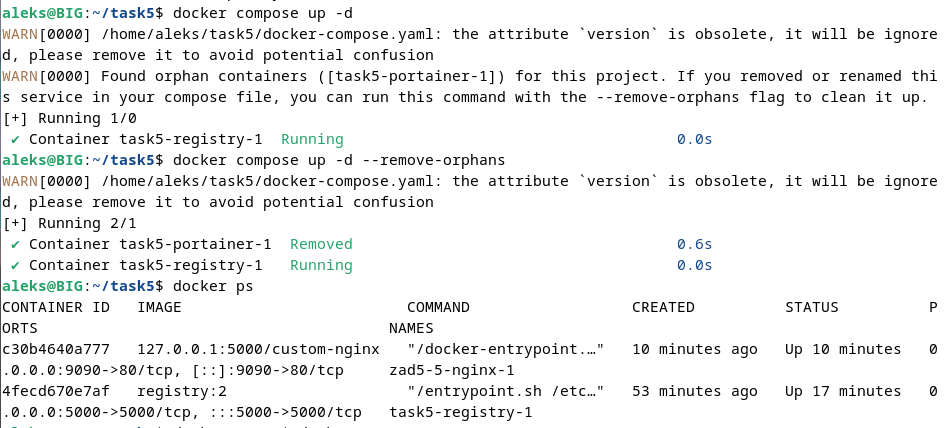 aleks@BIG:~/task5$ docker compose up -d
WARN[0000] /home/aleks/task5/docker-compose.yaml: the attribute `version` is obsolete, it will be ignore
d, please remove it to avoid potential confusion
WARN[0000] Found orphan containers ([task5-portainer-1]) for this project. If you removed or renamed thi
s service in your compose file, you can run this command with the --remove-orphans flag to clean it up.
[+] Running 1/0
✔ Container task5-registry-1  Running                                     0.0s
aleks@BIG:~/task5$ docker compose up -d --remove-orphans
WARN[0000] /home/aleks/task5/docker-compose.yaml: the attribute `version` is obsolete, it will be ignore
d, please remove it to avoid potential confusion
[+] Running 2/1
✔ Container task5-portainer-1  Removed                                    0.6s
✔ Container task5-registry-1   Running                                    0.0s
aleks@BIG:~/task5$ docker ps
CONTAINER ID   IMAGE                         COMMAND                  CREATED          STATUS          P
ORTS                                       NAMES
c30b4640a777   127.0.0.1:5000/custom-nginx   "/docker-entrypoint.…"   10 minutes ago   Up 10 minutes   0
.0.0.0:9090->80/tcp, [::]:9090->80/tcp     zad5-5-nginx-1
4fecd670e7af   registry:2                    "/entrypoint.sh /etc…"   53 minutes ago   Up 17 minutes   0
.0.0.0:5000->5000/tcp, :::5000->5000/tcp   task5-registry-1